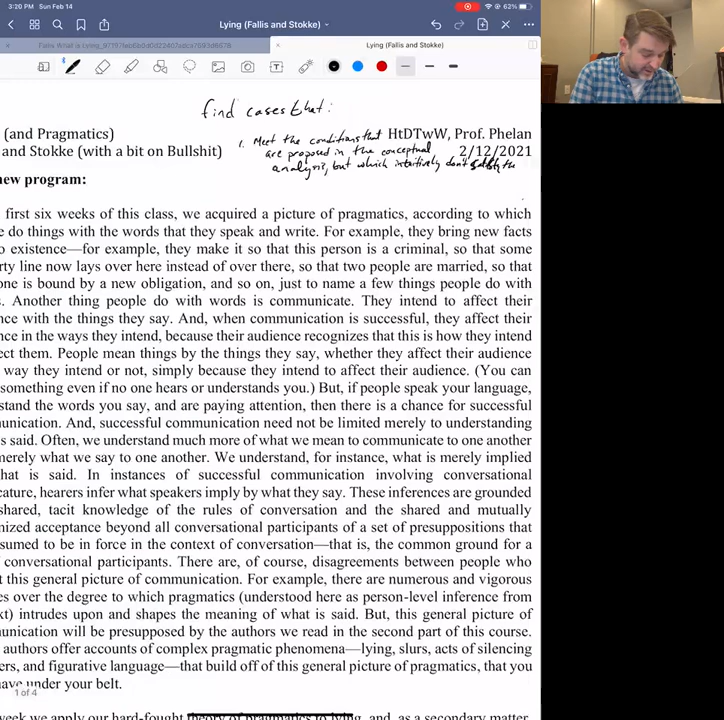 3:20 PM Sun Feb 14
62%
Lying (Fallis and Stokke)
Lying (Fallis and Stokke)
find cases that:
(and Pragmatics)
1. Meet the conditions that HtDTwW, Prof. Phelan
and Stokke (with a bit on Bullshit)
are proposed in the conceptual 2/12/2021
analysis, but which intuitively don't the
new program:
first six weeks of this class, we acquired a picture of pragmatics, according to which
e do things with the words that they speak and write. For example, they bring new facts
o existence—for example, they make it so that this person is a criminal, so that some
rty line now lays over here instead of over there, so that two people are married, so that
one is bound by a new obligation, and so on, just to name a few things people do with
s. Another thing people do with words is communicate. They intend to affect their
nce with the things they say. And, when communication is successful, they affect their
nce in the ways they intend, because their audience recognizes that this is how they intend
ect them. People mean things by the things they say, whether they affect their audience
way they intend or not, simply because they intend to affect their audience. (You can
something even if no one hears or understands you.) But, if people speak your language,
stand the words you say, and are paying attention, then there is a chance for successful
unication. And, successful communication need not be limited merely to understanding
s said. Often, we understand much more of what we mean to communicate to one another
merely what we say to one another. We understand, for instance, what is merely implied
hat is said. In instances of successful communication involving conversational
cature, hearers infer what speakers imply by what they say. These inferences are grounded
shared, tacit knowledge of the rules of conversation and the shared and mutually
nized acceptance beyond all conversational participants of a set of presuppositions that
sumed to be in force in the context of conversation—that is, the common ground for a
f conversational participants. There are, of course, disagreements between people who
t this general picture of communication. For example, there are numerous and vigorous
es over the degree to which pragmatics (understood here as person-level inference from
xt) intrudes upon and shapes the meaning of what is said. But, this general picture of
unication will be presupposed by the authors we read in the second part of this course.
authors offer accounts of complex pragmatic phenomena—lying, slurs, acts of silencing
ers, and figurative language—that build off of this general picture of pragmatics, that you
have under your belt.
1 of 4
week we apply our hard-fought theory of pragmatics to lying, and, as a secondary matter,